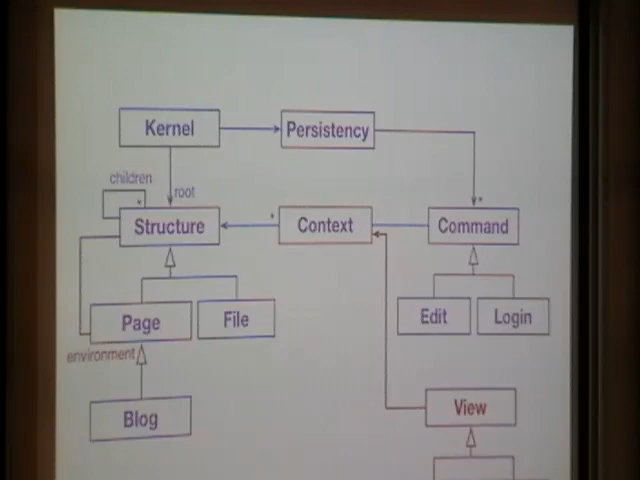 Kernel
Persistency
children
root
*
*
Structure
*
Context
Command
Page
File
Edit
Login
environment
Blog
View